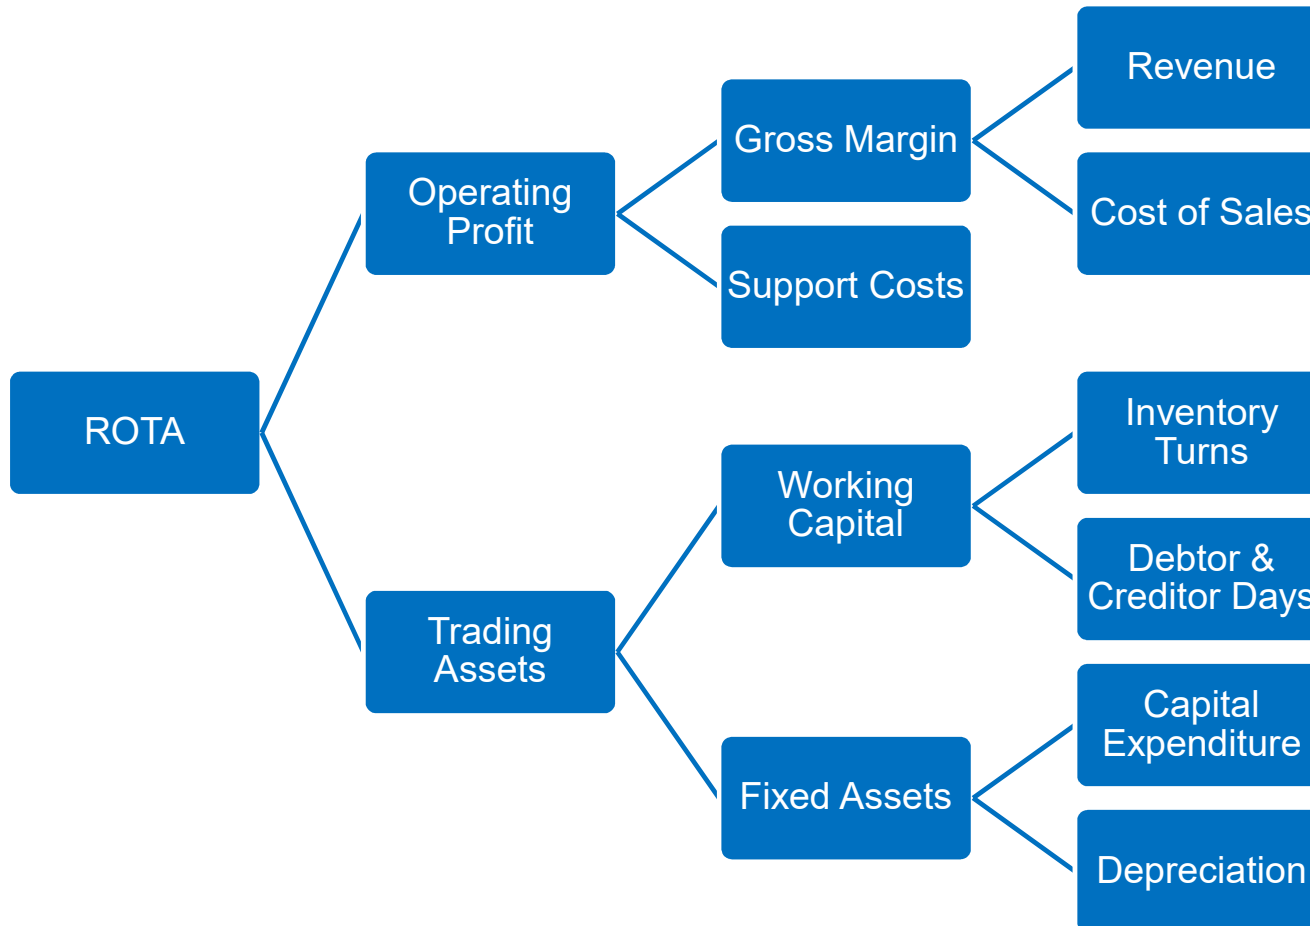 Revenue
Gross Margin
Cost of Sales
Operating
Profit
Support Costs
ROTA
Inventory
Turns
Working
Capital
Debtor &
Creditor Days
Trading
Assets
Capital
Expenditure
Fixed Assets
Depreciation